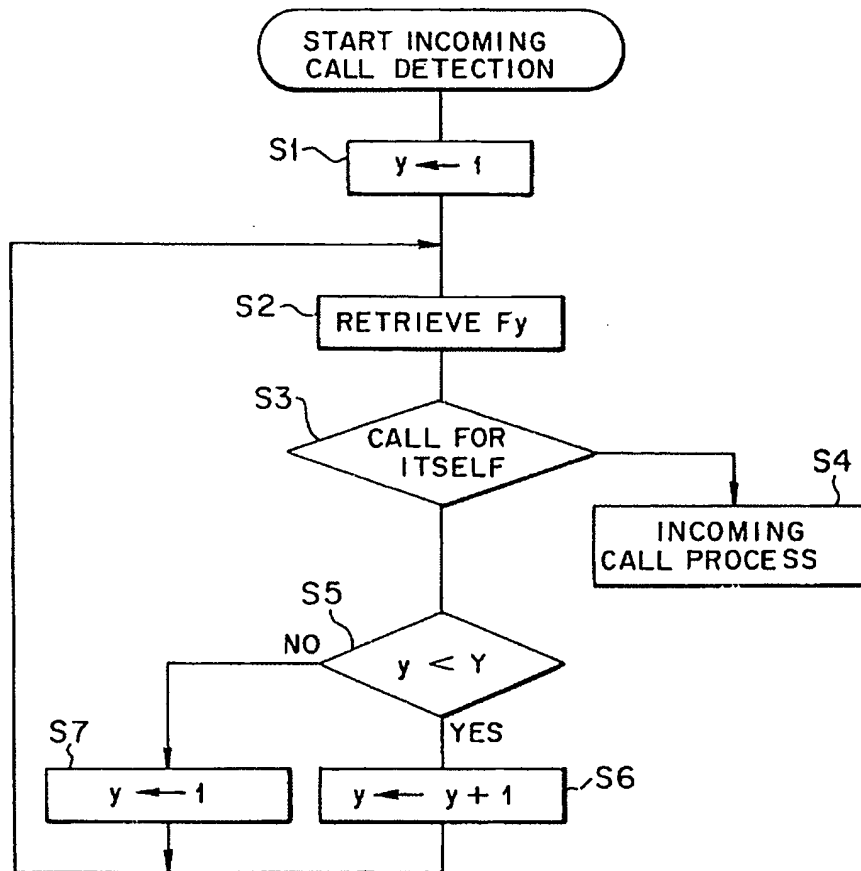 START INCOMING
CALL DETECTION
S1
y ← 1
S2
RETRIEVE Fy
S3
CALL FOR
ITSELF
S4
INCOMING
CALL PROCESS
S5
NO
y < Y
YES
S7
y ← 1
y ← y + 1
S6